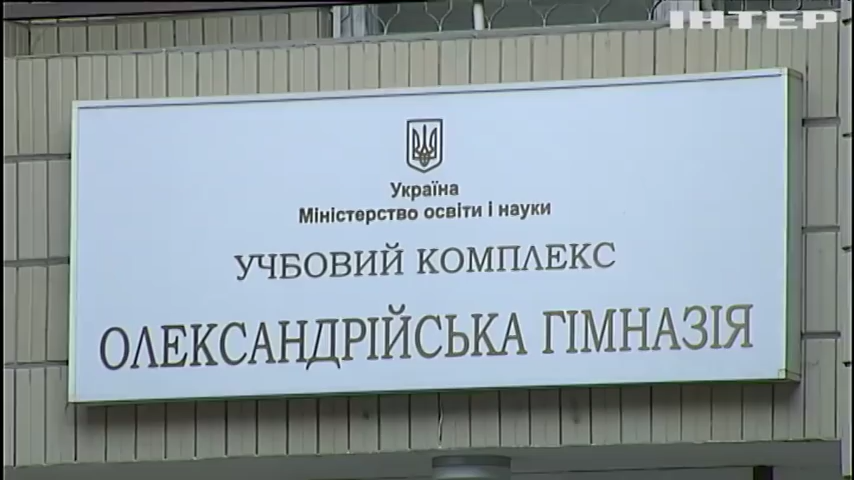 ІНТЕР
Україна
Міністерство освіти і науки
УЧБОВИЙ КОМПЛЕКС
ОЛЕКСАНДРІЙСЬКА ГІМНАЗІЯ